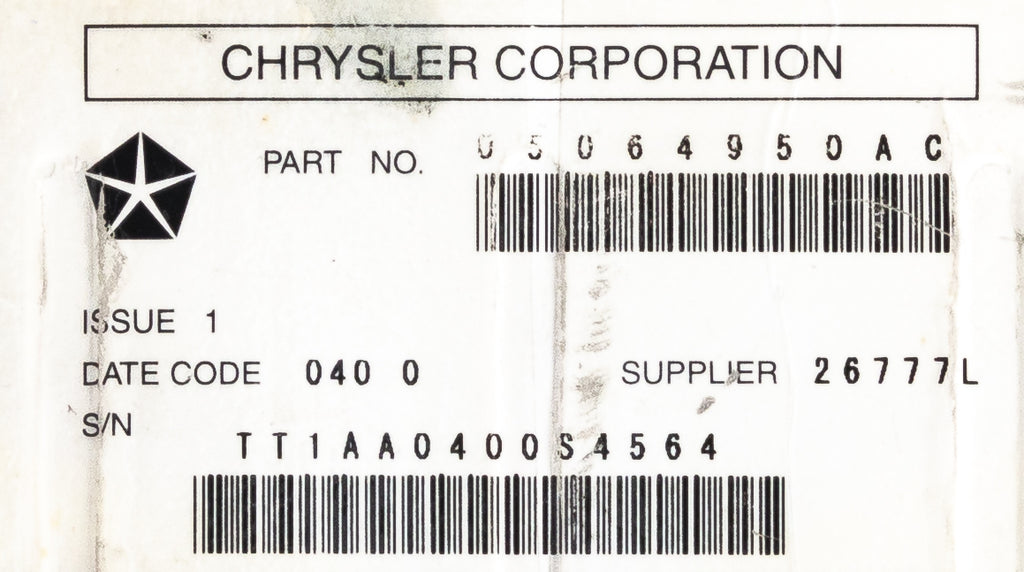 CHRYSLER CORPORATION
PART NO. 05064950AC
ISSUE 1
DATE CODE 040 0 SUPPLIER 26777L
S/N
TT1AA0400S4564